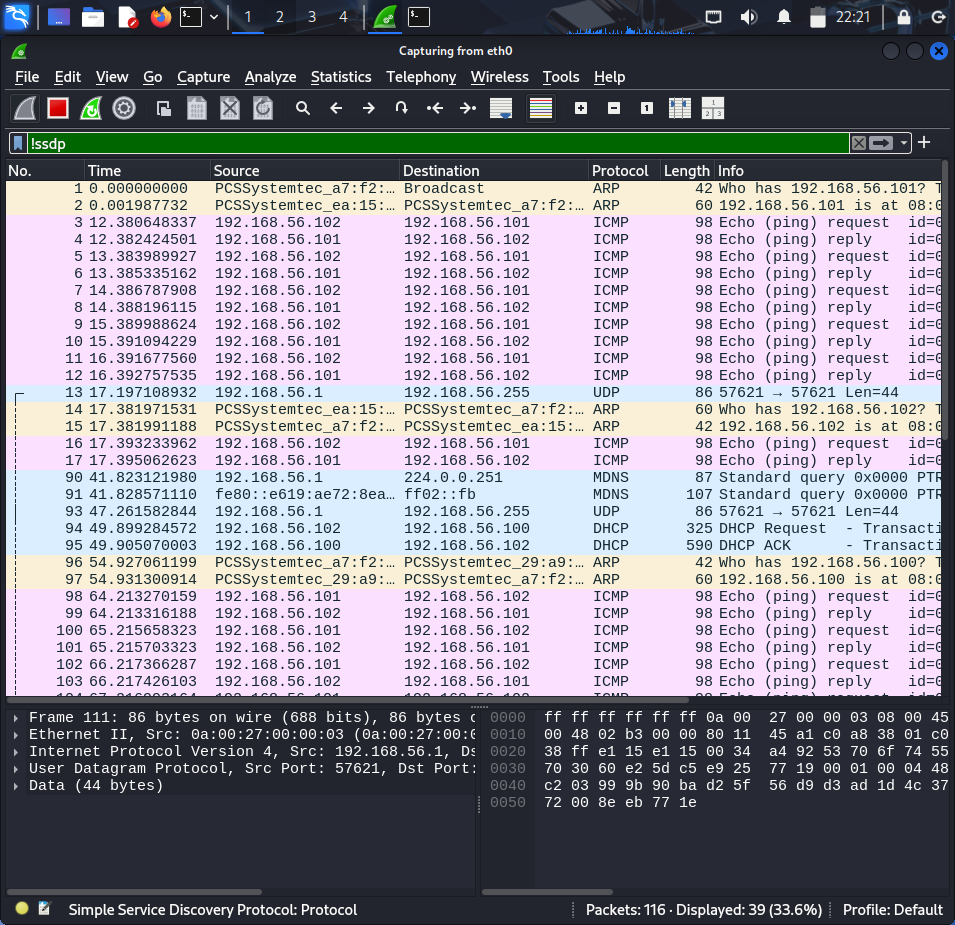 1 2 3 4 22:21
Capturing from eth0
File Edit View Go Capture Analyze Statistics Telephony Wireless Tools Help
!ssdp
No. Time Source Destination Protocol Length Info
1 0.000000000 PCSSystemtec_a7:f2:… Broadcast ARP 42 Who has 192.168.56.101? T
2 0.001987732 PCSSystemtec_ea:15:… PCSSystemtec_a7:f2:… ARP 60 192.168.56.101 is at 08:0
3 12.380648337 192.168.56.102 192.168.56.101 ICMP 98 Echo (ping) request id=0
4 12.382424501 192.168.56.101 192.168.56.102 ICMP 98 Echo (ping) reply id=0
5 13.383989927 192.168.56.102 192.168.56.101 ICMP 98 Echo (ping) request id=0
6 13.385335162 192.168.56.101 192.168.56.102 ICMP 98 Echo (ping) reply id=0
7 14.386787908 192.168.56.102 192.168.56.101 ICMP 98 Echo (ping) request id=0
8 14.388196115 192.168.56.101 192.168.56.102 ICMP 98 Echo (ping) reply id=0
9 15.389988624 192.168.56.102 192.168.56.101 ICMP 98 Echo (ping) request id=0
10 15.391094229 192.168.56.101 192.168.56.102 ICMP 98 Echo (ping) reply id=0
11 16.391677560 192.168.56.102 192.168.56.101 ICMP 98 Echo (ping) request id=0
12 16.392757535 192.168.56.101 192.168.56.102 ICMP 98 Echo (ping) reply id=0
13 17.197108932 192.168.56.1 192.168.56.255 UDP 86 57621 → 57621 Len=44
14 17.381971531 PCSSystemtec_ea:15:… PCSSystemtec_a7:f2:… ARP 60 Who has 192.168.56.102? T
15 17.381991188 PCSSystemtec_a7:f2:… PCSSystemtec_ea:15:… ARP 42 192.168.56.102 is at 08:0
16 17.393233962 192.168.56.102 192.168.56.101 ICMP 98 Echo (ping) request id=0
17 17.395062623 192.168.56.101 192.168.56.102 ICMP 98 Echo (ping) reply id=0
90 41.823121980 192.168.56.1 224.0.0.251 MDNS 87 Standard query 0x0000 PTR
91 41.828571110 fe80::e619:ae72:8ea… ff02::fb MDNS 107 Standard query 0x0000 PTR
93 47.261582844 192.168.56.1 192.168.56.255 UDP 86 57621 → 57621 Len=44
94 49.899284572 192.168.56.102 192.168.56.100 DHCP 325 DHCP Request - Transacti
95 49.905070003 192.168.56.100 192.168.56.102 DHCP 590 DHCP ACK - Transacti
96 54.927061199 PCSSystemtec_a7:f2:… PCSSystemtec_29:a9:… ARP 42 Who has 192.168.56.100? T
97 54.931300914 PCSSystemtec_29:a9:… PCSSystemtec_a7:f2:… ARP 60 192.168.56.100 is at 08:0
98 64.213270159 192.168.56.101 192.168.56.102 ICMP 98 Echo (ping) request id=0
99 64.213316188 192.168.56.102 192.168.56.101 ICMP 98 Echo (ping) reply id=0
100 65.215658323 192.168.56.101 192.168.56.102 ICMP 98 Echo (ping) request id=0
101 65.215703323 192.168.56.102 192.168.56.101 ICMP 98 Echo (ping) reply id=0
102 66.217366287 192.168.56.101 192.168.56.102 ICMP 98 Echo (ping) request id=0
103 66.217426103 192.168.56.102 192.168.56.101 ICMP 98 Echo (ping) reply id=0
Frame 111: 86 bytes on wire (688 bits), 86 bytes c
Ethernet II, Src: 0a:00:27:00:00:03 (0a:00:27:00:0
Internet Protocol Version 4, Src: 192.168.56.1, Ds
User Datagram Protocol, Src Port: 57621, Dst Port:
Data (44 bytes)
0000 ff ff ff ff ff ff 0a 00 27 00 00 03 08 00 45
0010 00 48 02 b3 00 00 80 11 45 a1 c0 a8 38 01 c0
0020 38 ff e1 15 e1 15 00 34 a4 92 53 70 6f 74 55
0030 70 30 60 e2 5d c5 e9 25 77 19 00 01 00 04 48
0040 c2 03 99 9b 90 ba d2 5f 56 d9 d3 ad 1d 4c 37
0050 72 00 8e eb 77 1e
Simple Service Discovery Protocol: Protocol Packets: 116 · Displayed: 39 (33.6%) Profile: Default